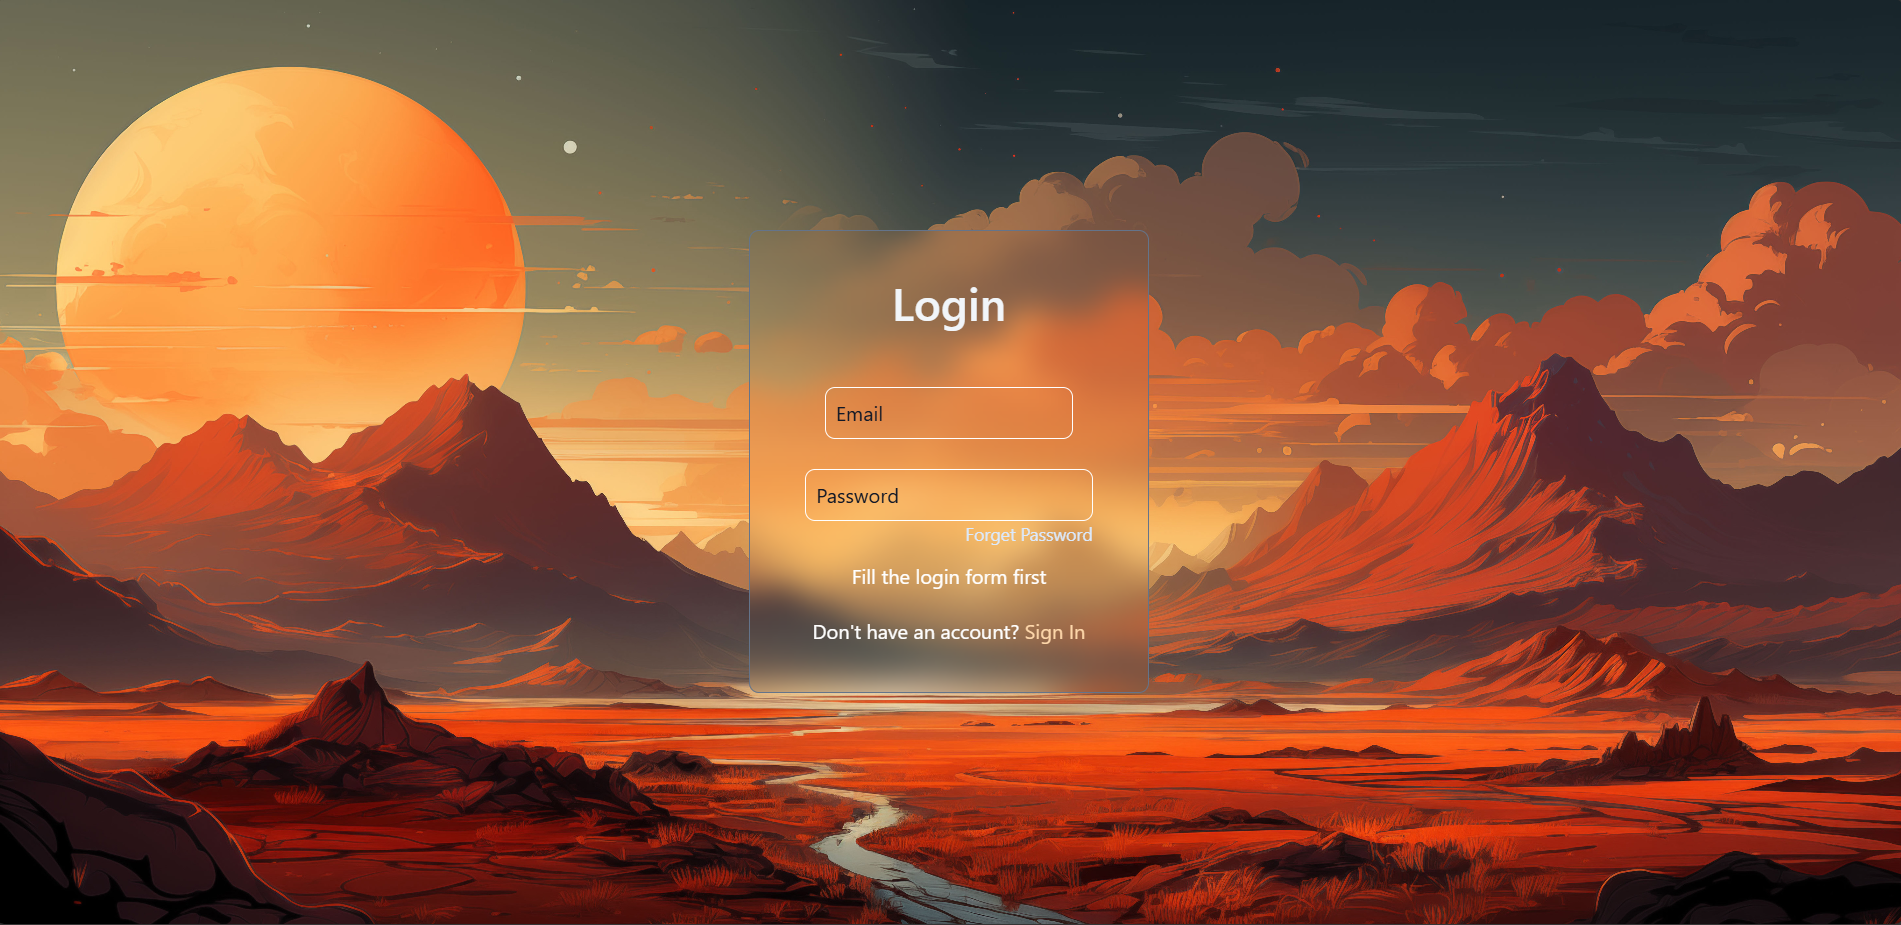 Login
Email
Password
Forget Password
Fill the login form first
Don't have an account? Sign In